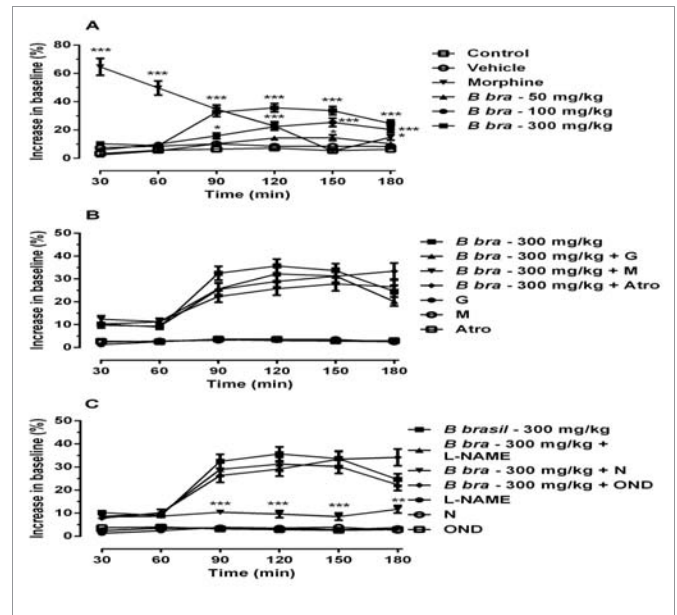 A
Increase in baseline (%)
80
60
40
20
0
***
***
***
*
***
***
***
***
*
***
***
*
30 60 90 120 150 180
Time (min)
Control
Vehicle
Morphine
B bra - 50 mg/kg
B bra - 100 mg/kg
B bra - 300 mg/kg
B
Increase in baseline (%)
50
40
30
20
10
0
30 60 90 120 150 180
Time (min)
B bra - 300 mg/kg
B bra - 300 mg/kg + G
B bra - 300 mg/kg + M
B bra - 300 mg/kg + Atro
G
M
Atro
C
Increase in baseline (%)
50
40
30
20
10
0
***
***
***
**
30 60 90 120 150 180
Time (min)
B brasil - 300 mg/kg
B bra - 300 mg/kg +
L-NAME
B bra - 300 mg/kg + N
B bra - 300 mg/kg + OND
L-NAME
N
OND